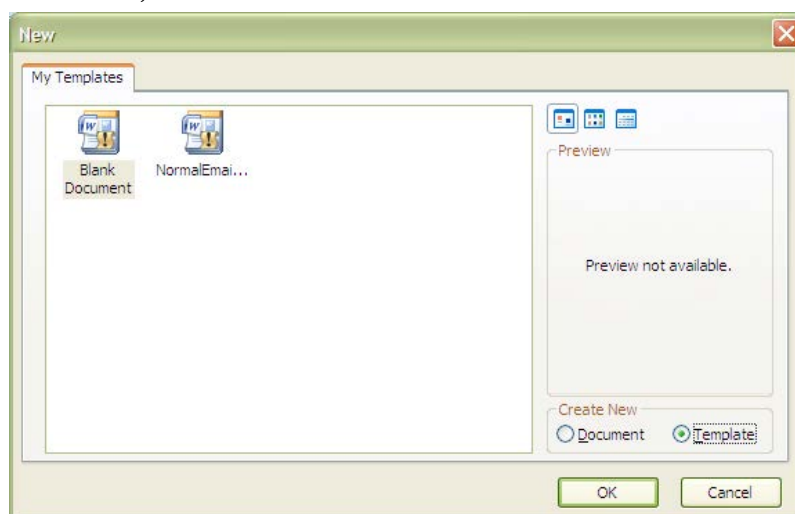 New
My Templates
Blank
Document
NormalEmai...
Preview
Preview not available.
Create New
Document
Template
OK
Cancel